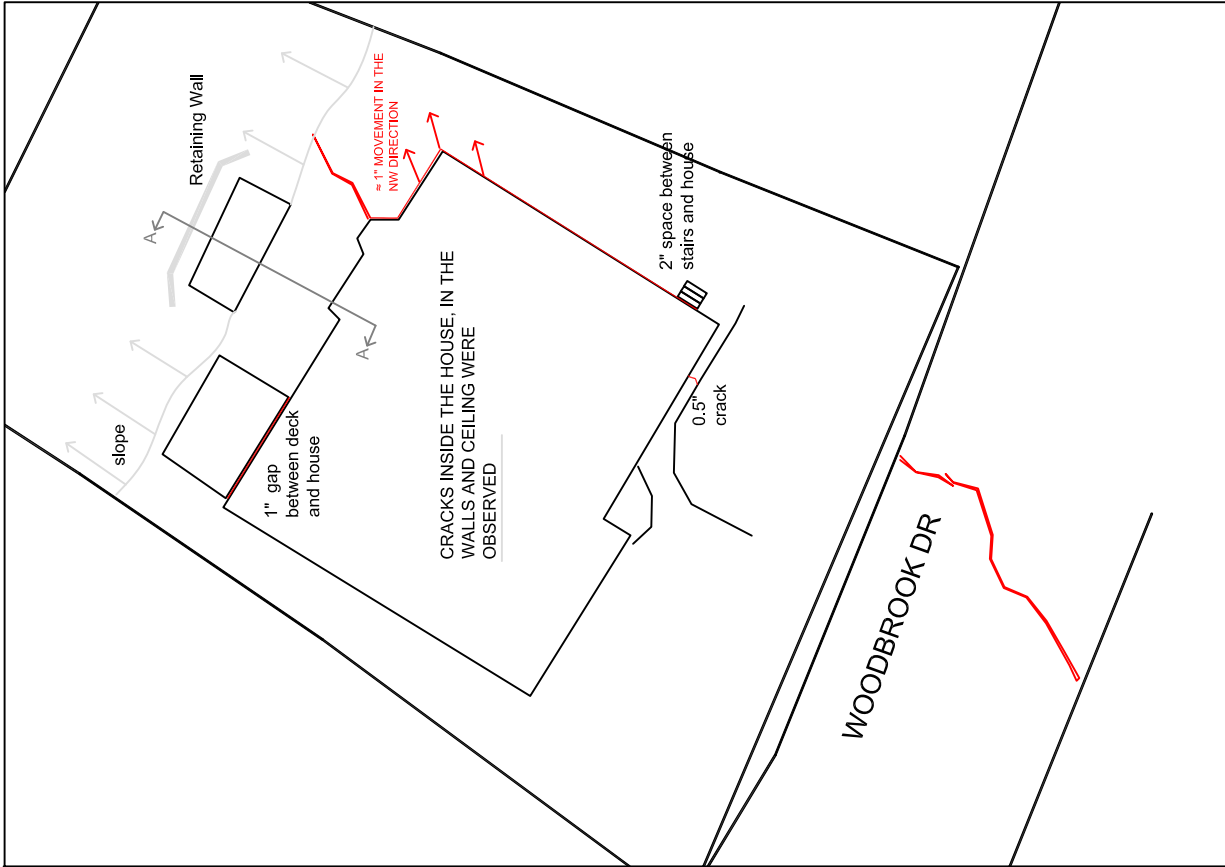 Retaining Wall
≈ 1" MOVEMENT IN THE
NW DIRECTION
A
A
slope
2" space between
stairs and house
1" gap
between deck
and house
CRACKS INSIDE THE HOUSE, IN THE
WALLS AND CEILING WERE
OBSERVED
0.5"
crack
WOODBROOK DR